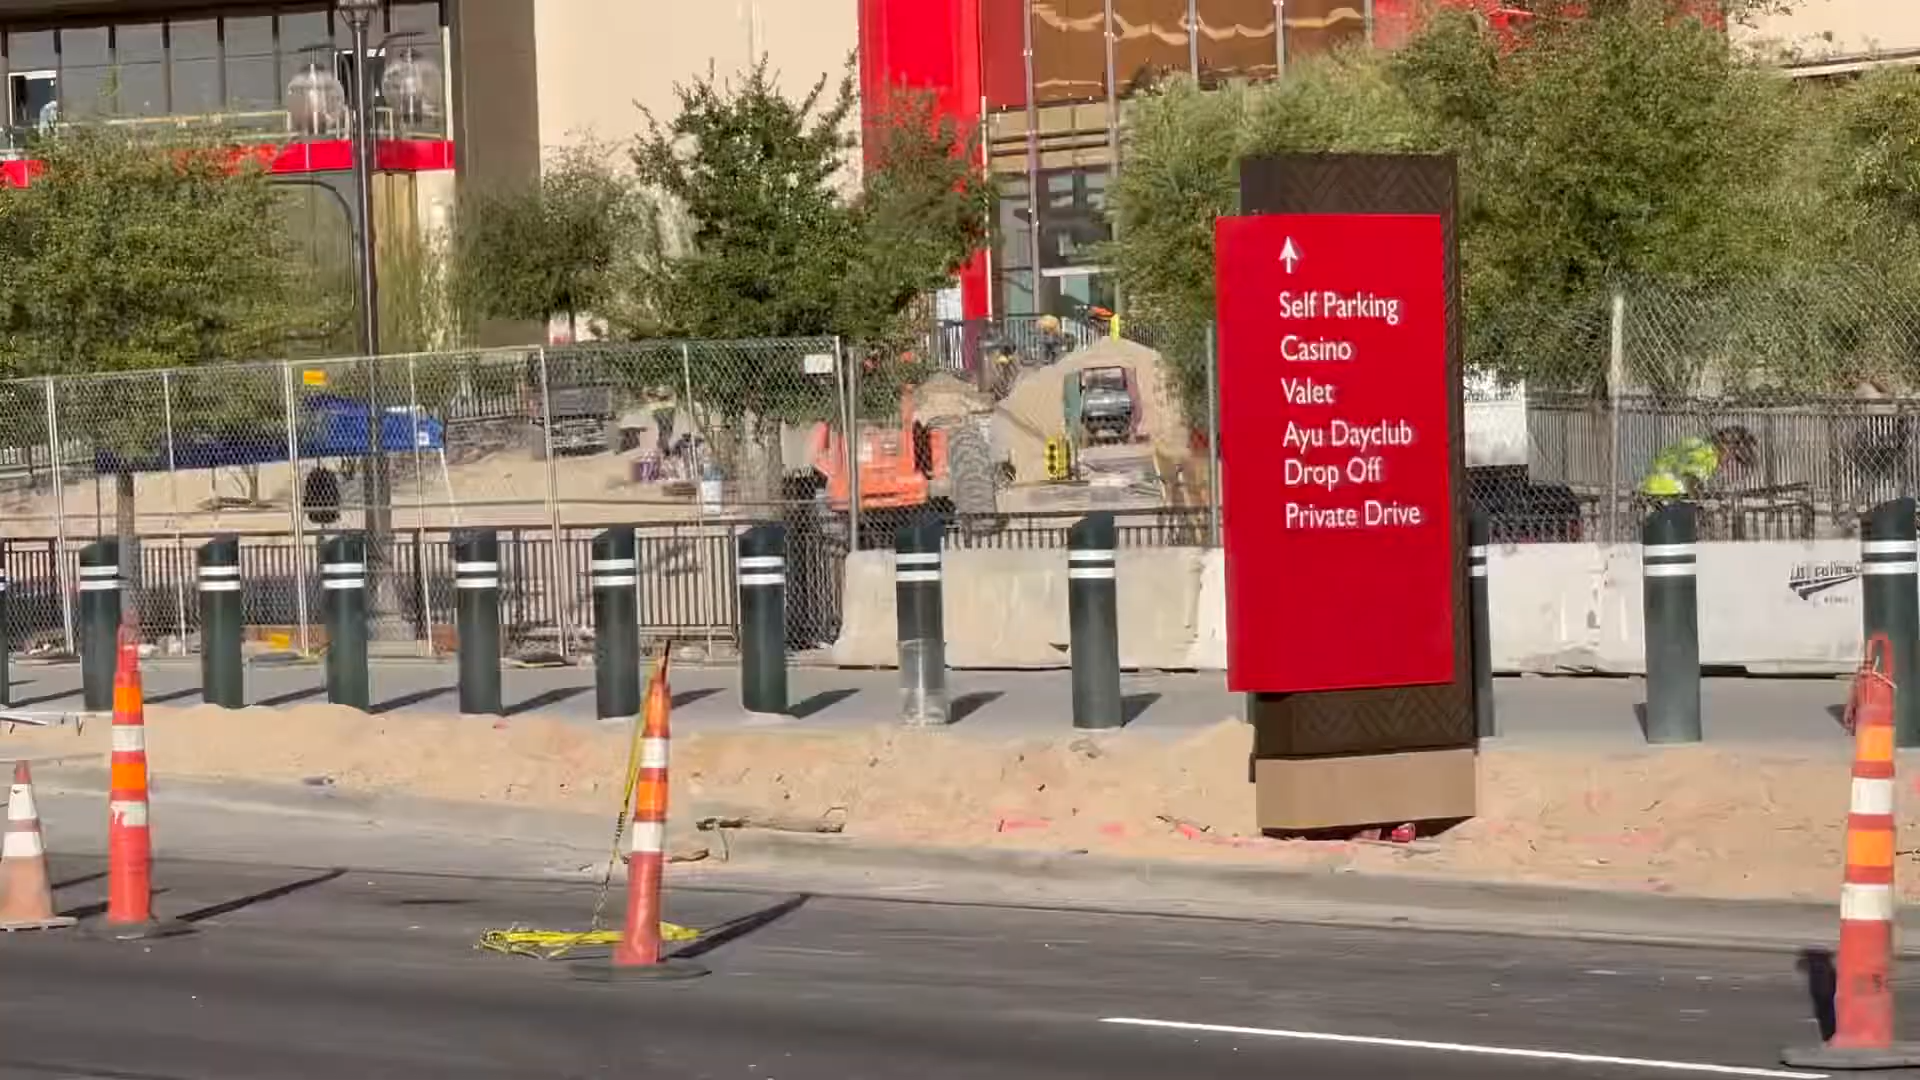 Self Parking
Casino
Valet
Ayu Dayclub
Drop Off
Private Drive